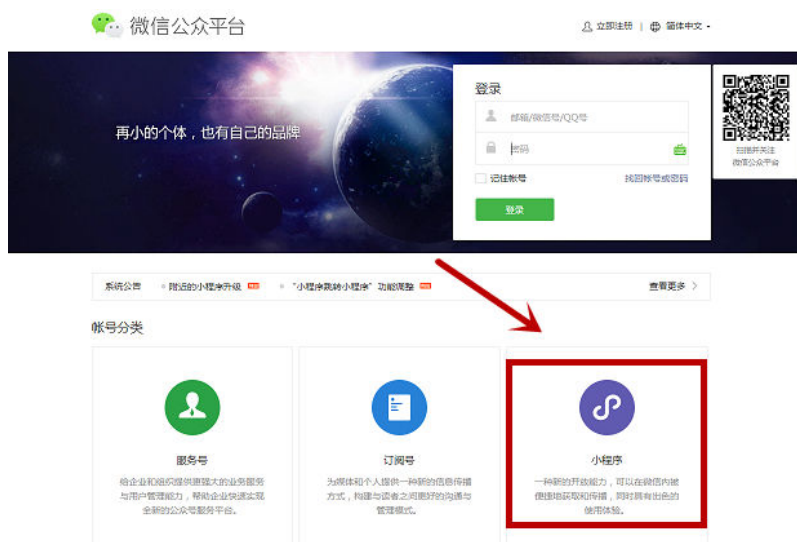 微信公众平台
立即注册 | 简体中文
再小的个体，也有自己的品牌
登录
邮箱/微信号/QQ号
密码
记住帐号 找回帐号或密码
登录
扫描并关注
微信公众平台
系统公告 附近的小程序升级 “小程序跳转小程序”功能调整 查看更多
帐号分类
服务号
给企业和组织提供更强大的业务服务
与用户管理能力，帮助企业快速实现
全新的公众号服务平台。
订阅号
为媒体和个人提供一种新的信息传播
方式，构建与读者之间更好的沟通与
管理模式。
小程序
一种新的开放能力，可以在微信内被
便捷地获取和传播，同时具有出色的
使用体验。